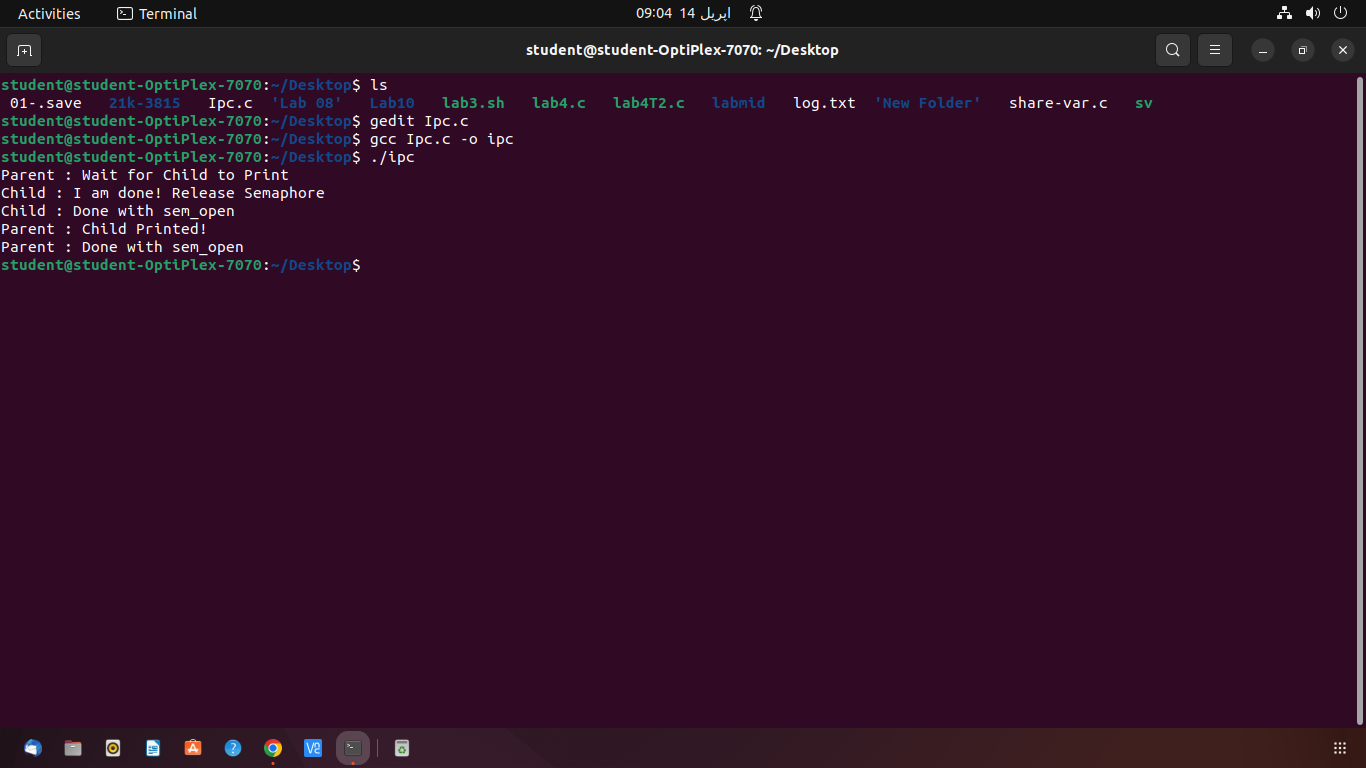 Activities Terminal 09:04 14 اپریل
student@student-OptiPlex-7070: ~/Desktop
student@student-OptiPlex-7070:~/Desktop$ ls
01-.save 21k-3815 Ipc.c 'Lab 08' Lab10 lab3.sh lab4.c lab4T2.c labmid log.txt 'New Folder' share-var.c sv
student@student-OptiPlex-7070:~/Desktop$ gedit Ipc.c
student@student-OptiPlex-7070:~/Desktop$ gcc Ipc.c -o ipc
student@student-OptiPlex-7070:~/Desktop$ ./ipc
Parent : Wait for Child to Print
Child : I am done! Release Semaphore
Child : Done with sem_open
Parent : Child Printed!
Parent : Done with sem_open
student@student-OptiPlex-7070:~/Desktop$